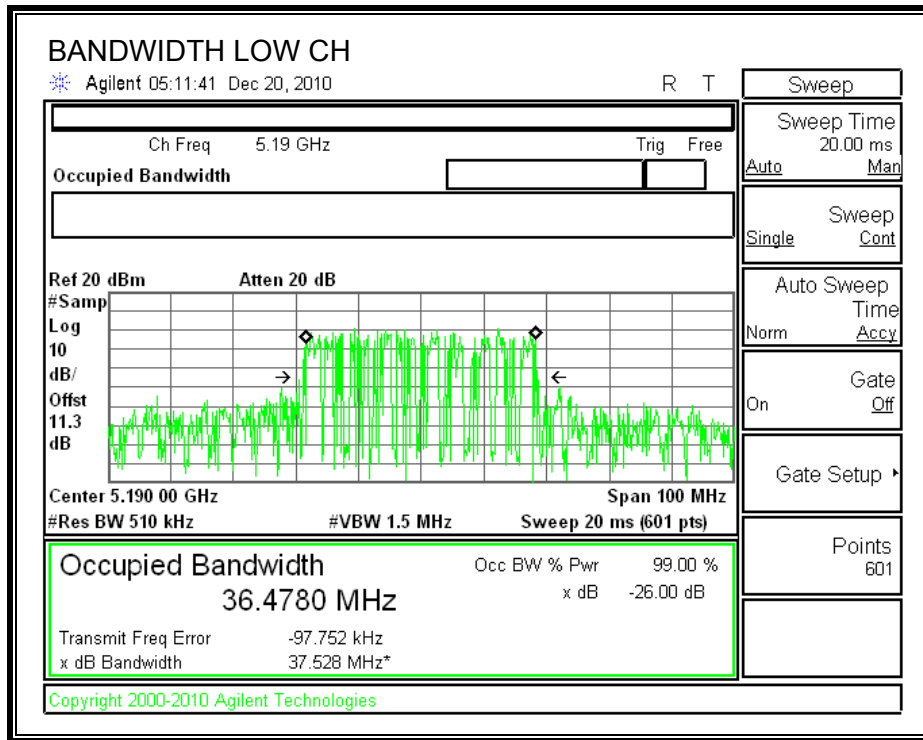 BANDWIDTH LOW CH
Agilent 05:11:41 Dec 20, 2010 R T
Ch Freq 5.19 GHz Trig Free
Occupied Bandwidth
Ref 20 dBm Atten 20 dB
#Samp
Log
10
dB/
Offst
11.3
dB
Center 5.190 00 GHz Span 100 MHz
#Res BW 510 kHz #VBW 1.5 MHz Sweep 20 ms (601 pts)
Occupied Bandwidth Occ BW % Pwr 99.00 %
36.4780 MHz x dB -26.00 dB
Transmit Freq Error -97.752 kHz
x dB Bandwidth 37.528 MHz*
Copyright 2000-2010 Agilent Technologies
Sweep
Sweep Time
20.00 ms
Auto Man
Sweep
Single Cont
Auto Sweep
Time
Norm Accy
Gate
On Off
Gate Setup
Points
601